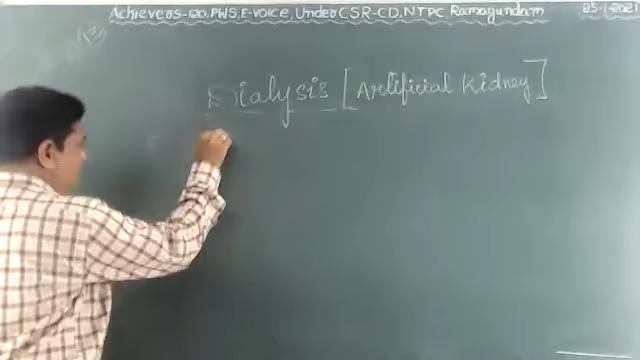 Achievers-120, PWS, E-VOICE, Under CSR-CD, NTPC, Ramagundam
25-1-2021
Dialysis [Artificial Kidney]